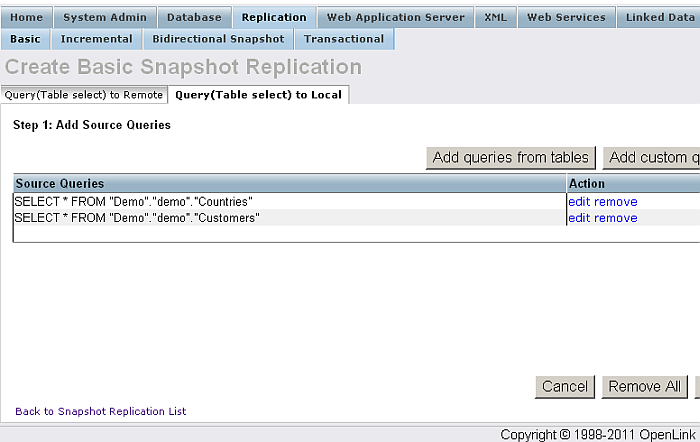 Home System Admin Database Replication Web Application Server XML Web Services Linked Data
Basic Incremental Bidirectional Snapshot Transactional
Create Basic Snapshot Replication
Query(Table select) to Remote Query(Table select) to Local
Step 1: Add Source Queries
Add queries from tables Add custom q
Source Queries Action
SELECT * FROM "Demo"."demo"."Countries" edit remove
SELECT * FROM "Demo"."demo"."Customers" edit remove
Cancel Remove All
Back to Snapshot Replication List
Copyright © 1998-2011 OpenLink